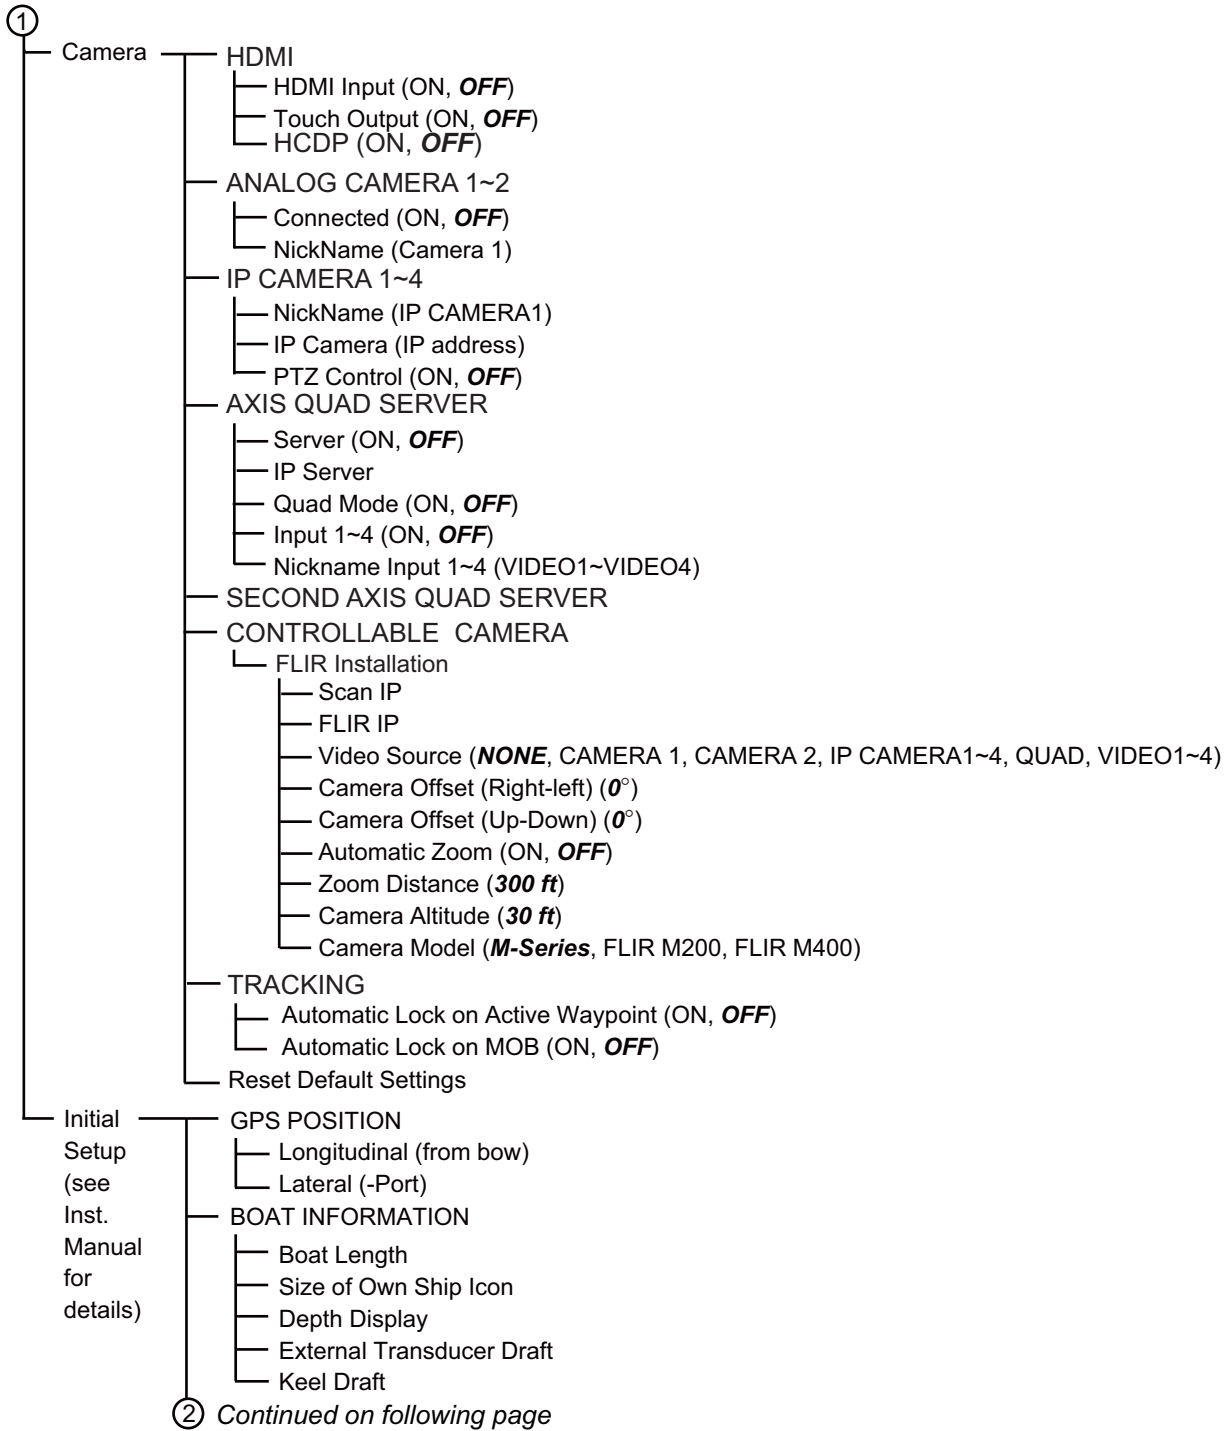 1
Camera
HDMI
HDMI Input (ON, OFF)
Touch Output (ON, OFF)
HCDP (ON, OFF)
ANALOG CAMERA 1~2
Connected (ON, OFF)
NickName (Camera 1)
IP CAMERA 1~4
NickName (IP CAMERA1)
IP Camera (IP address)
PTZ Control (ON, OFF)
AXIS QUAD SERVER
Server (ON, OFF)
IP Server
Quad Mode (ON, OFF)
Input 1~4 (ON, OFF)
Nickname Input 1~4 (VIDEO1~VIDEO4)
SECOND AXIS QUAD SERVER
CONTROLLABLE CAMERA
FLIR Installation
Scan IP
FLIR IP
Video Source (NONE, CAMERA 1, CAMERA 2, IP CAMERA1~4, QUAD, VIDEO1~4)
Camera Offset (Right-left) (0°)
Camera Offset (Up-Down) (0°)
Automatic Zoom (ON, OFF)
Zoom Distance (300 ft)
Camera Altitude (30 ft)
Camera Model (M-Series, FLIR M200, FLIR M400)
TRACKING
Automatic Lock on Active Waypoint (ON, OFF)
Automatic Lock on MOB (ON, OFF)
Reset Default Settings
Initial
Setup
(see
Inst.
Manual
for
details)
GPS POSITION
Longitudinal (from bow)
Lateral (-Port)
BOAT INFORMATION
Boat Length
Size of Own Ship Icon
Depth Display
External Transducer Draft
Keel Draft
2 Continued on following page